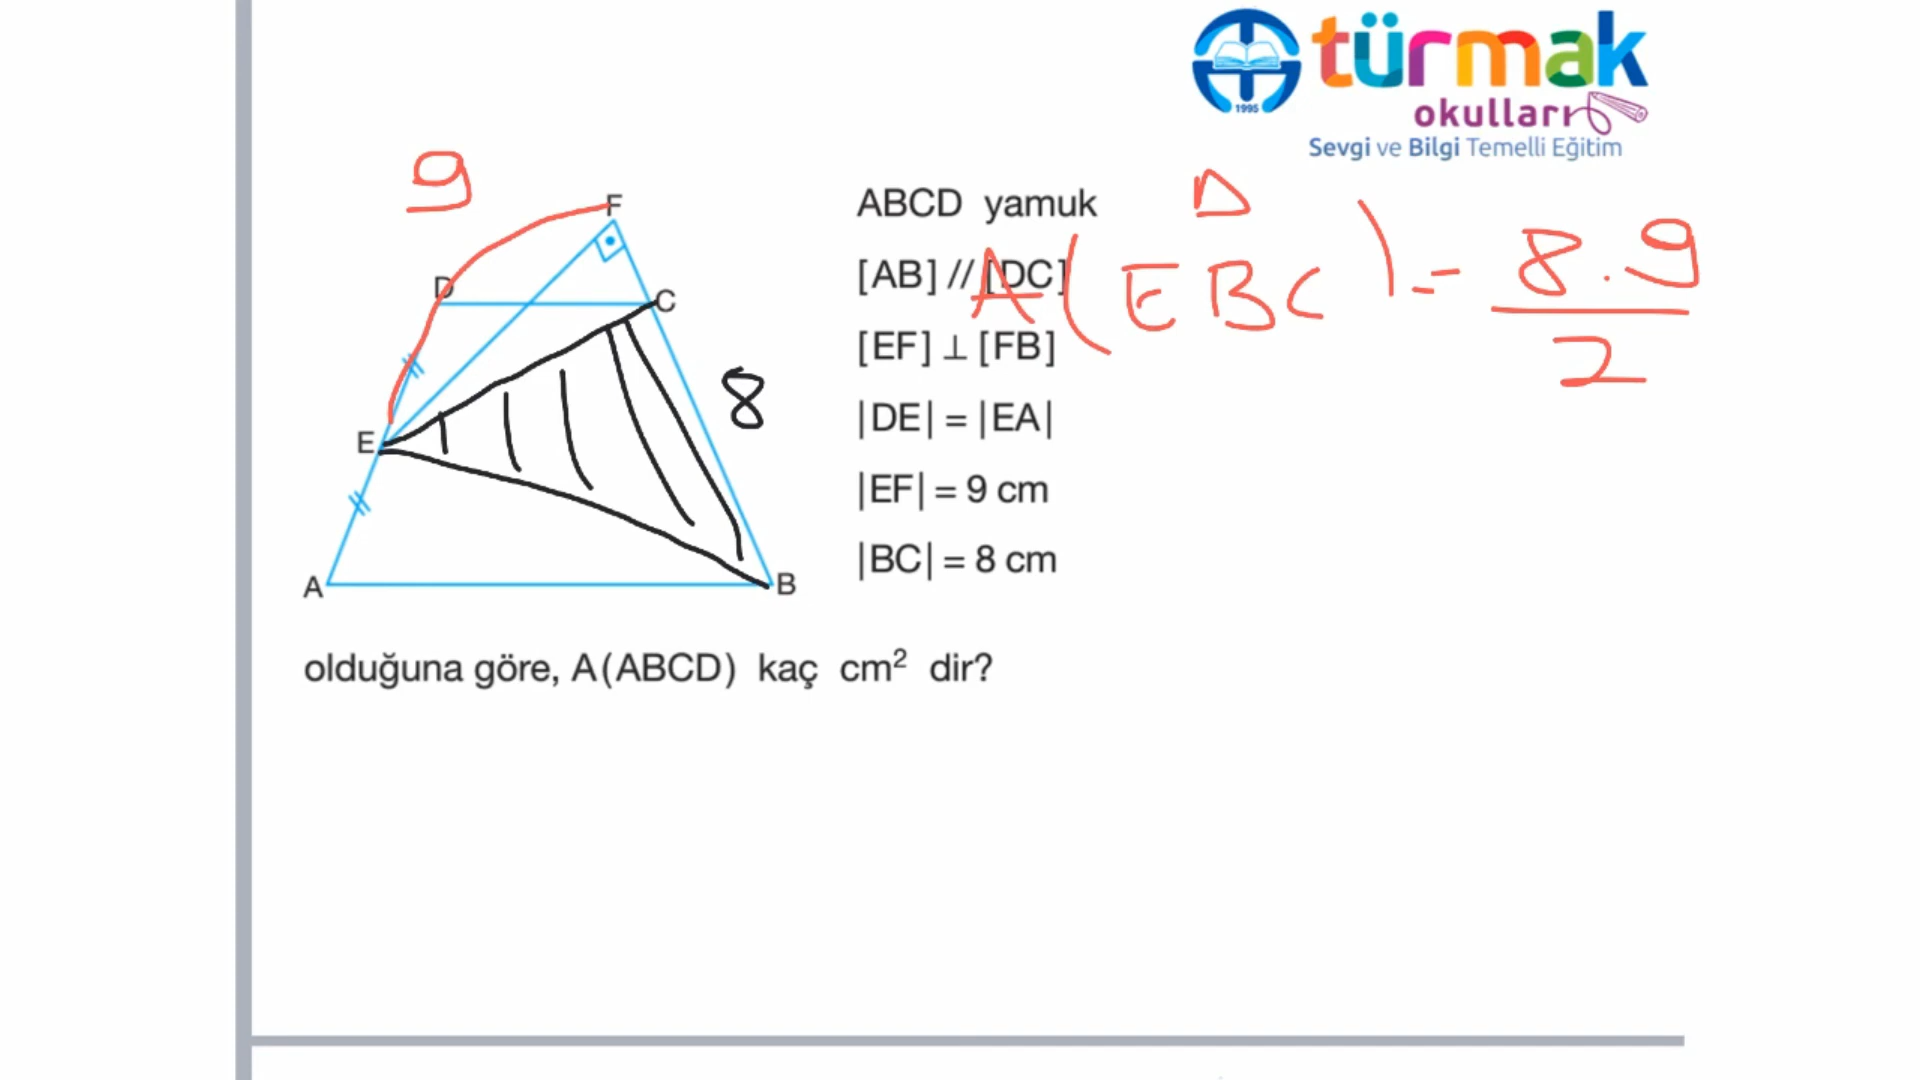 türmak
okulları
1995
Sevgi ve Bilgi Temelli Eğitim
9
F
D
C
E
8
A
B
ABCD yamuk
[AB] // [DC]
[EF] ⊥ [FB]
|DE| = |EA|
|EF| = 9 cm
|BC| = 8 cm
A(EBC) = 8.9
2
olduğuna göre, A(ABCD) kaç cm² dir?